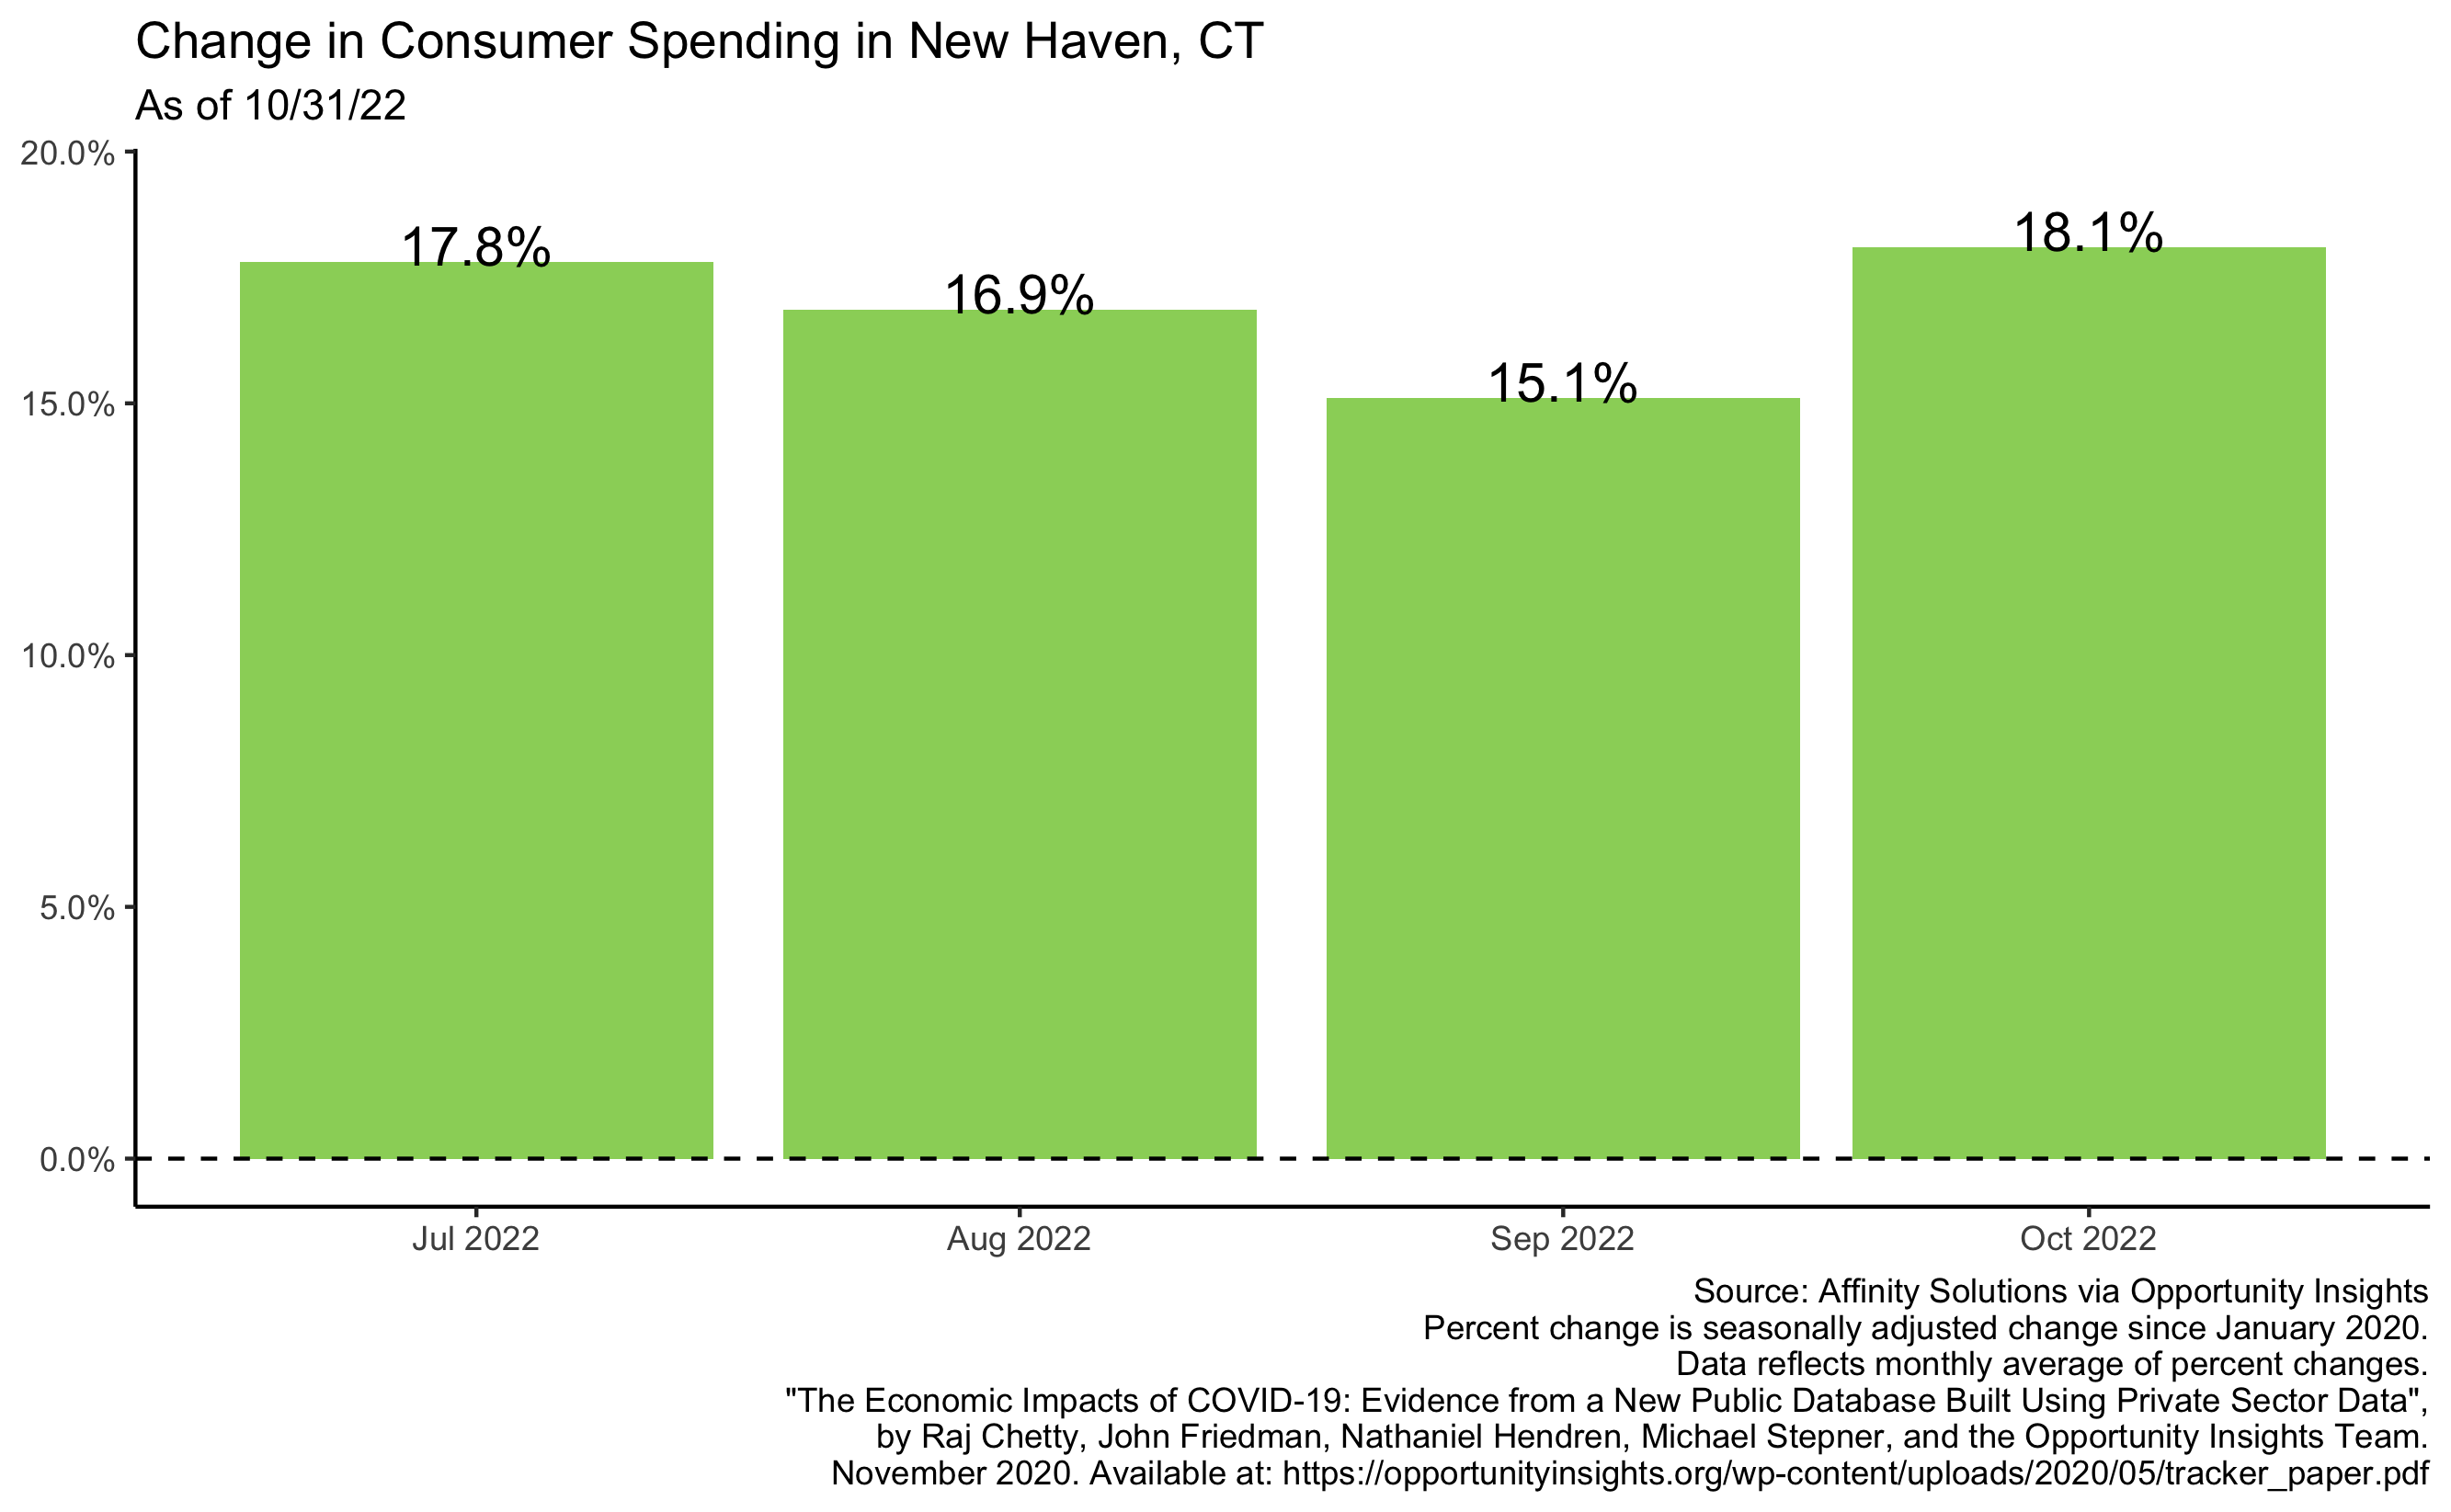 Change in Consumer Spending in New Haven, CT
As of 10/31/22
20.0%
15.0%
10.0%
5.0%
0.0%
17.8%
16.9%
15.1%
18.1%
Jul 2022
Aug 2022
Sep 2022
Oct 2022
Source: Affinity Solutions via Opportunity Insights
Percent change is seasonally adjusted change since January 2020.
Data reflects monthly average of percent changes.
"The Economic Impacts of COVID-19: Evidence from a New Public Database Built Using Private Sector Data",
by Raj Chetty, John Friedman, Nathaniel Hendren, Michael Stepner, and the Opportunity Insights Team.
November 2020. Available at: https://opportunityinsights.org/wp-content/uploads/2020/05/tracker_paper.pdf